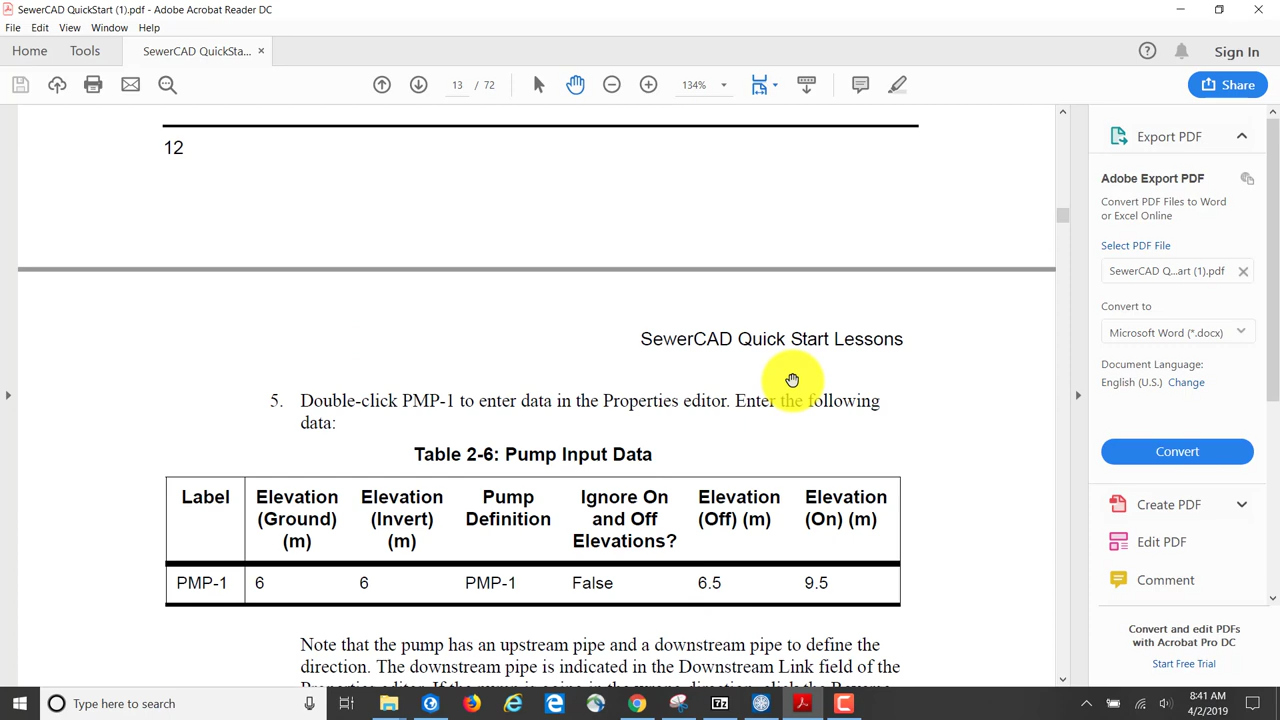 SewerCAD QuickStart (1).pdf - Adobe Acrobat Reader DC
File Edit View Window Help
Home Tools SewerCAD QuickSta... × Sign In
13 / 72 134% Share
12
SewerCAD Quick Start Lessons
5. Double-click PMP-1 to enter data in the Properties editor. Enter the following
data:
Table 2-6: Pump Input Data
Label Elevation (Ground) (m) Elevation (Invert) (m) Pump Definition Ignore On and Off Elevations? Elevation (Off) (m) Elevation (On) (m)
PMP-1 6 6 PMP-1 False 6.5 9.5
Note that the pump has an upstream pipe and a downstream pipe to define the
direction. The downstream pipe is indicated in the Downstream Link field of the
Export PDF
Adobe Export PDF
Convert PDF Files to Word
or Excel Online
Select PDF File
SewerCAD Q...art (1).pdf
Convert to
Microsoft Word (*.docx)
Document Language:
English (U.S.) Change
Convert
Create PDF
Edit PDF
Comment
Convert and edit PDFs
with Acrobat Pro DC
Start Free Trial
Type here to search
8:41 AM
4/2/2019